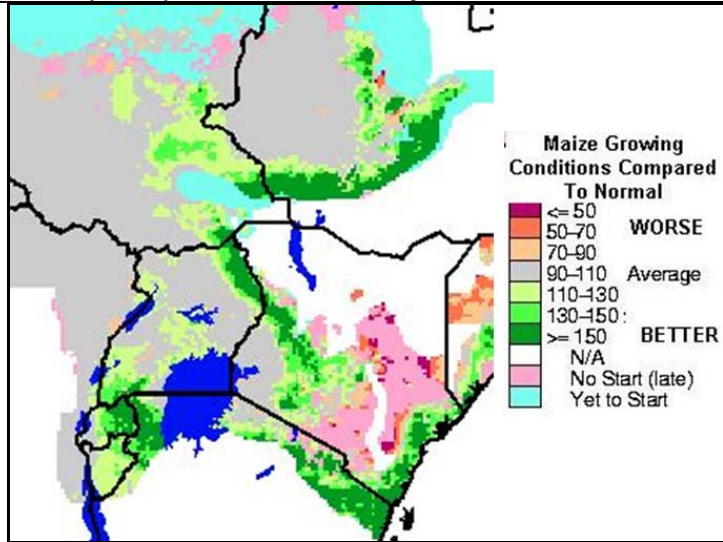 Maize Growing
Conditions Compared
To Normal
<= 50
50-70 WORSE
70-90
90-110 Average
110-130
130-150 :
>= 150 BETTER
N/A
No Start (late)
Yet to Start